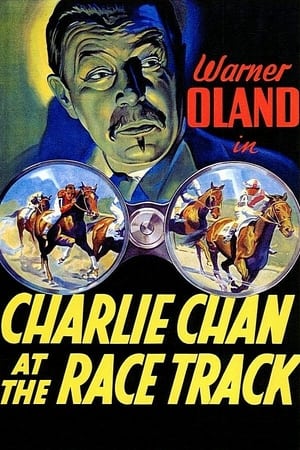 Warner
OLAND
in
CHARLIE CHAN
AT
THE RACE TRACK